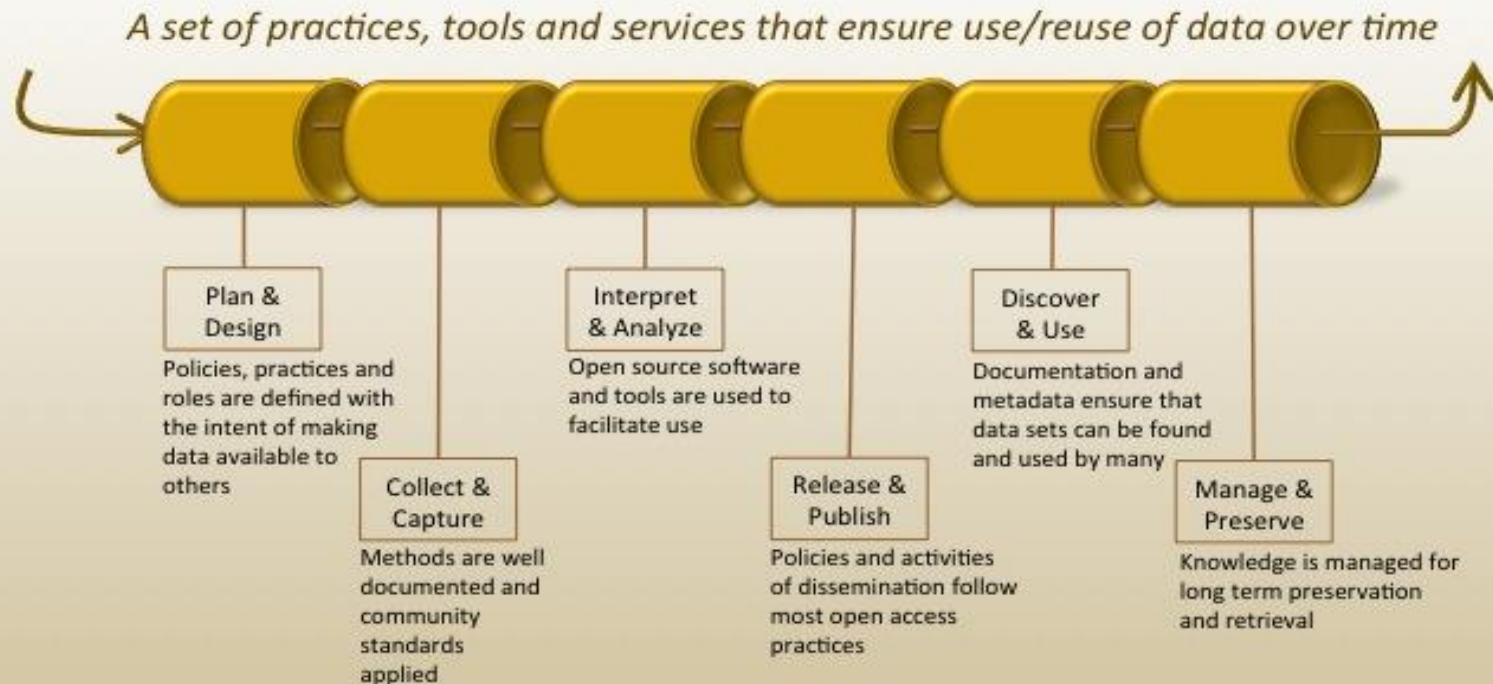 A set of practices, tools and services that ensure use/reuse of data over time
Plan &
Design
Policies, practices and
roles are defined with
the intent of making
data available to
others
Collect &
Capture
Methods are well
documented and
community
standards
applied
Interpret
& Analyze
Open source software
and tools are used to
facilitate use
Release &
Publish
Policies and activities
of dissemination follow
most open access
practices
Discover
& Use
Documentation and
metadata ensure that
data sets can be found
and used by many
Manage &
Preserve
Knowledge is managed for
long term preservation
and retrieval